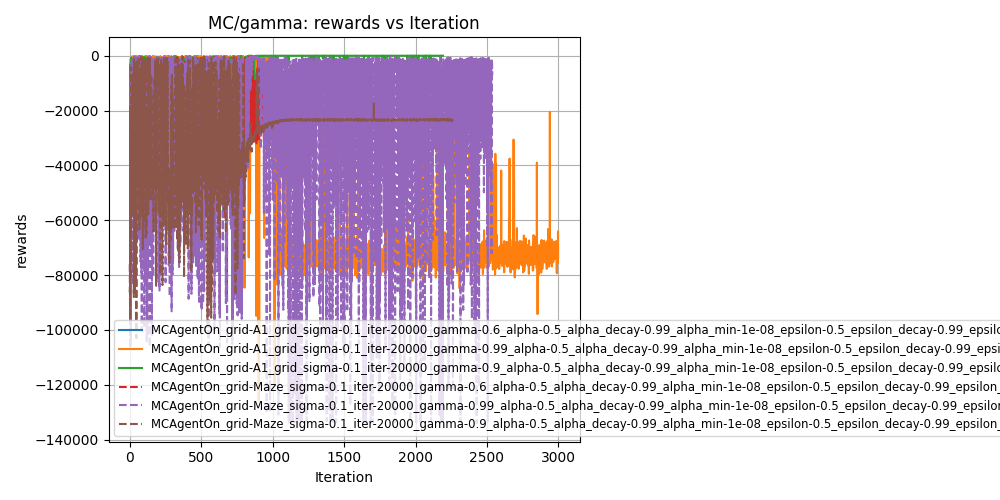 MC/gamma: rewards vs Iteration
0
−20000
−40000
−60000
−80000
−100000
−120000
−140000
rewards
MCAgentOn_grid-A1_grid_sigma-0.1_iter-20000_gamma-0.6_alpha-0.5_alpha_decay-0.99_alpha_min-1e-08_epsilon-0.5_epsilon_decay-0.99_epsilo
MCAgentOn_grid-A1_grid_sigma-0.1_iter-20000_gamma-0.99_alpha-0.5_alpha_decay-0.99_alpha_min-1e-08_epsilon-0.5_epsilon_decay-0.99_epsi
MCAgentOn_grid-A1_grid_sigma-0.1_iter-20000_gamma-0.9_alpha-0.5_alpha_decay-0.99_alpha_min-1e-08_epsilon-0.5_epsilon_decay-0.99_epsilo
MCAgentOn_grid-Maze_sigma-0.1_iter-20000_gamma-0.6_alpha-0.5_alpha_decay-0.99_alpha_min-1e-08_epsilon-0.5_epsilon_decay-0.99_epsilon_
MCAgentOn_grid-Maze_sigma-0.1_iter-20000_gamma-0.99_alpha-0.5_alpha_decay-0.99_alpha_min-1e-08_epsilon-0.5_epsilon_decay-0.99_epsilon
MCAgentOn_grid-Maze_sigma-0.1_iter-20000_gamma-0.9_alpha-0.5_alpha_decay-0.99_alpha_min-1e-08_epsilon-0.5_epsilon_decay-0.99_epsilon_
0 500 1000 1500 2000 2500 3000
Iteration